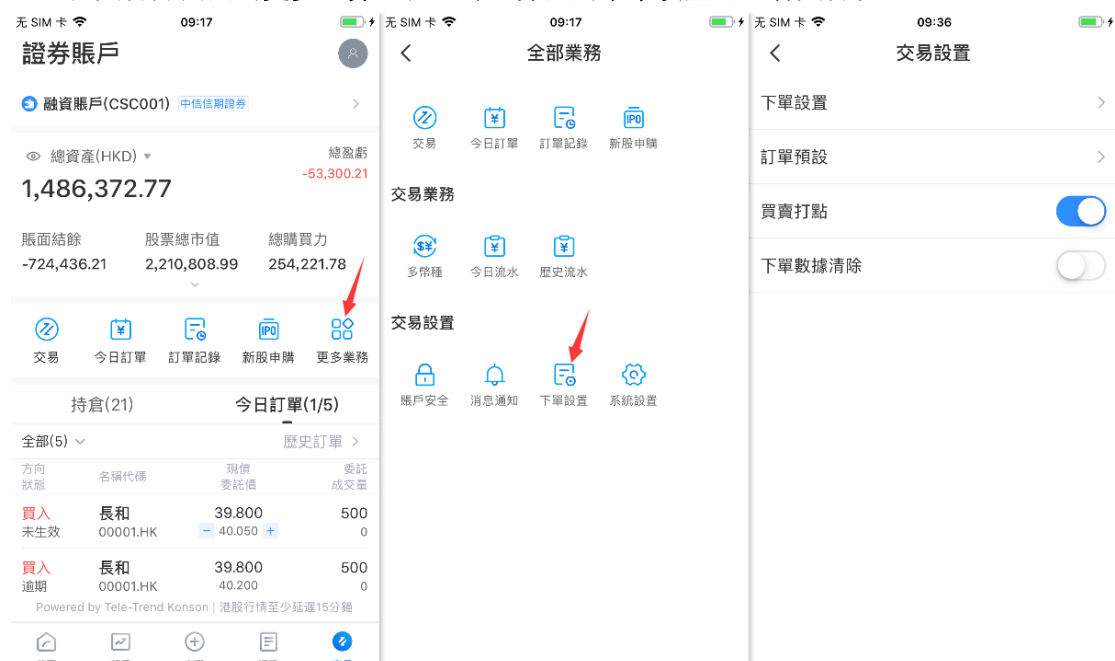 无 SIM 卡 09:17
證券賬戶
融資賬戶(CSC001) 中信信期證券
總資產(HKD) 總盈虧
1,486,372.77 -53,300.21
賬面結餘 股票總市值 總購買力
-724,436.21 2,210,808.99 254,221.78
交易 今日訂單 訂單記錄 新股申購 更多業務
持倉(21) 今日訂單(1/5)
全部(5) 歷史訂單
方向 名稱代碼 現價 委託
狀態 委託價 成交量
買入 長和 39.800 500
未生效 00001.HK − 40.050 + 0
買入 長和 39.800 500
逾期 00001.HK 40.200 0
Powered by Tele-Trend Konson | 港股行情至少延遲15分鐘
无 SIM 卡 09:17
全部業務
交易 今日訂單 訂單記錄 新股申購
交易業務
多幣種 今日流水 歷史流水
交易設置
賬戶安全 消息通知 下單設置 系統設置
无 SIM 卡 09:36
交易設置
下單設置
訂單預設
買賣打點
下單數據清除